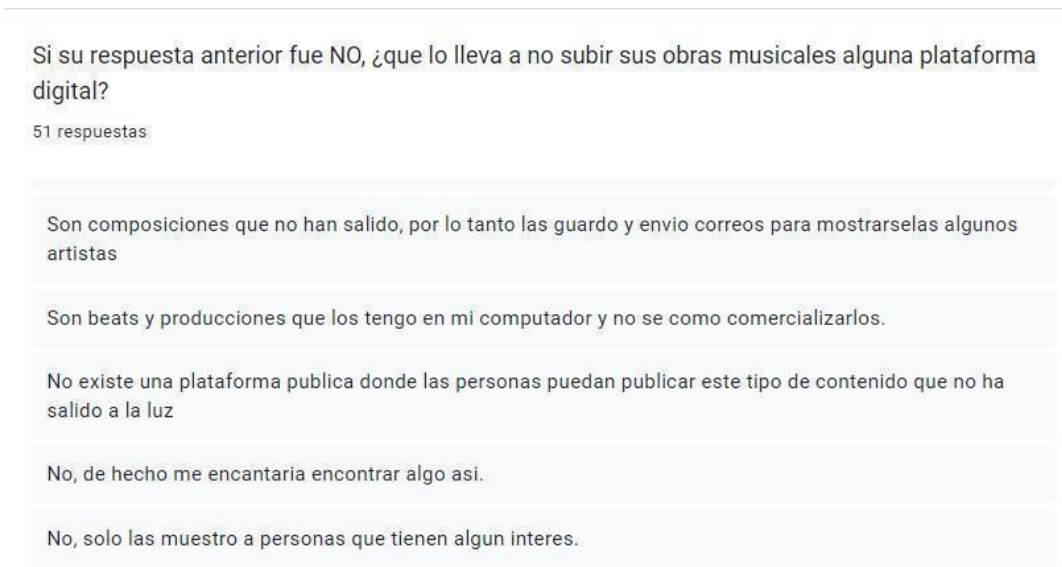 Si su respuesta anterior fue NO, ¿que lo lleva a no subir sus obras musicales alguna plataforma
digital?
51 respuestas
Son composiciones que no han salido, por lo tanto las guardo y envio correos para mostrarselas algunos
artistas
Son beats y producciones que los tengo en mi computador y no se como comercializarlos.
No existe una plataforma publica donde las personas puedan publicar este tipo de contenido que no ha
salido a la luz
No, de hecho me encantaria encontrar algo asi.
No, solo las muestro a personas que tienen algun interes.